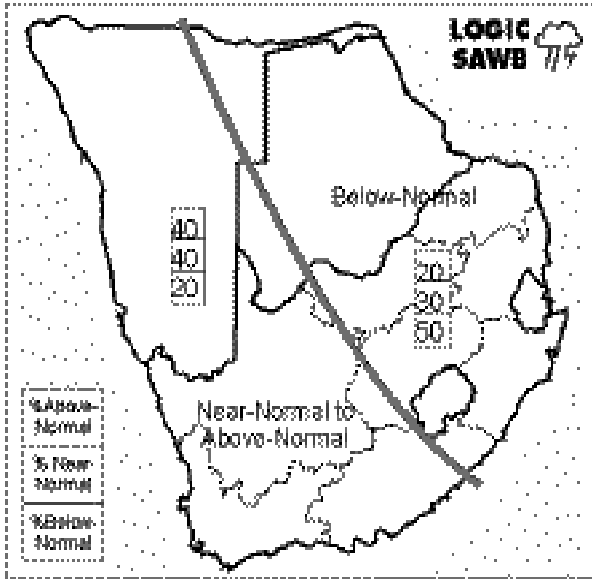 LOGIC
SAWB
Below-Normal
40
40
20
20
30
50
Near-Normal to
Above-Normal
%Above-
Normal
% Near-
Normal
%Below-
Normal